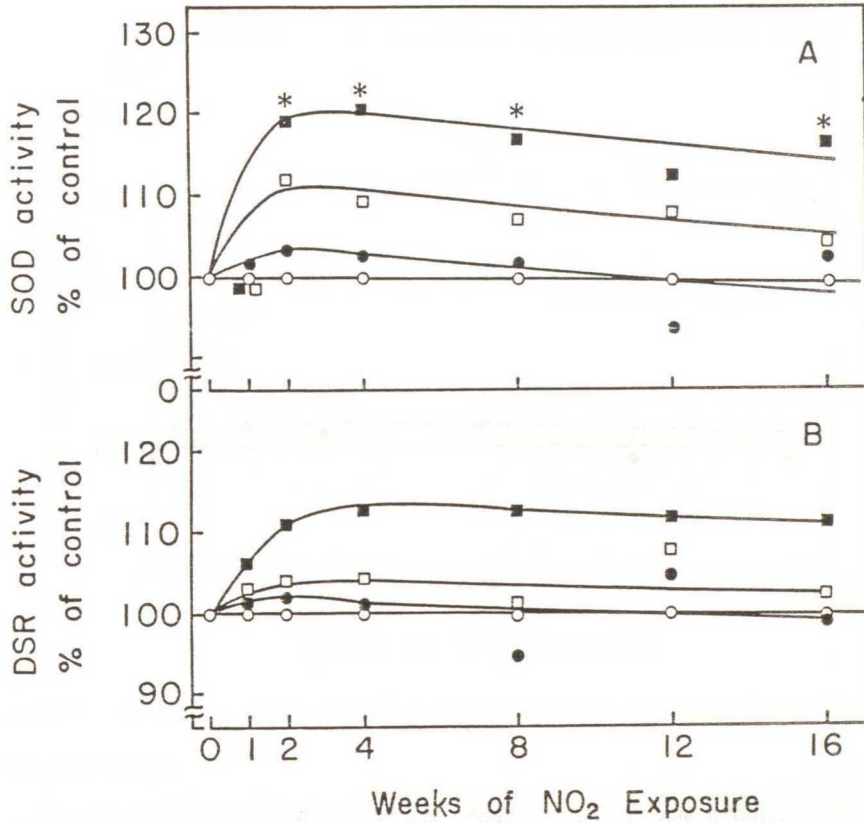 A
130
120
110
100
0
SOD activity
% of control
* * * *
B
120
110
100
90
DSR activity
% of control
0 1 2 4 8 12 16
Weeks of NO₂ Exposure